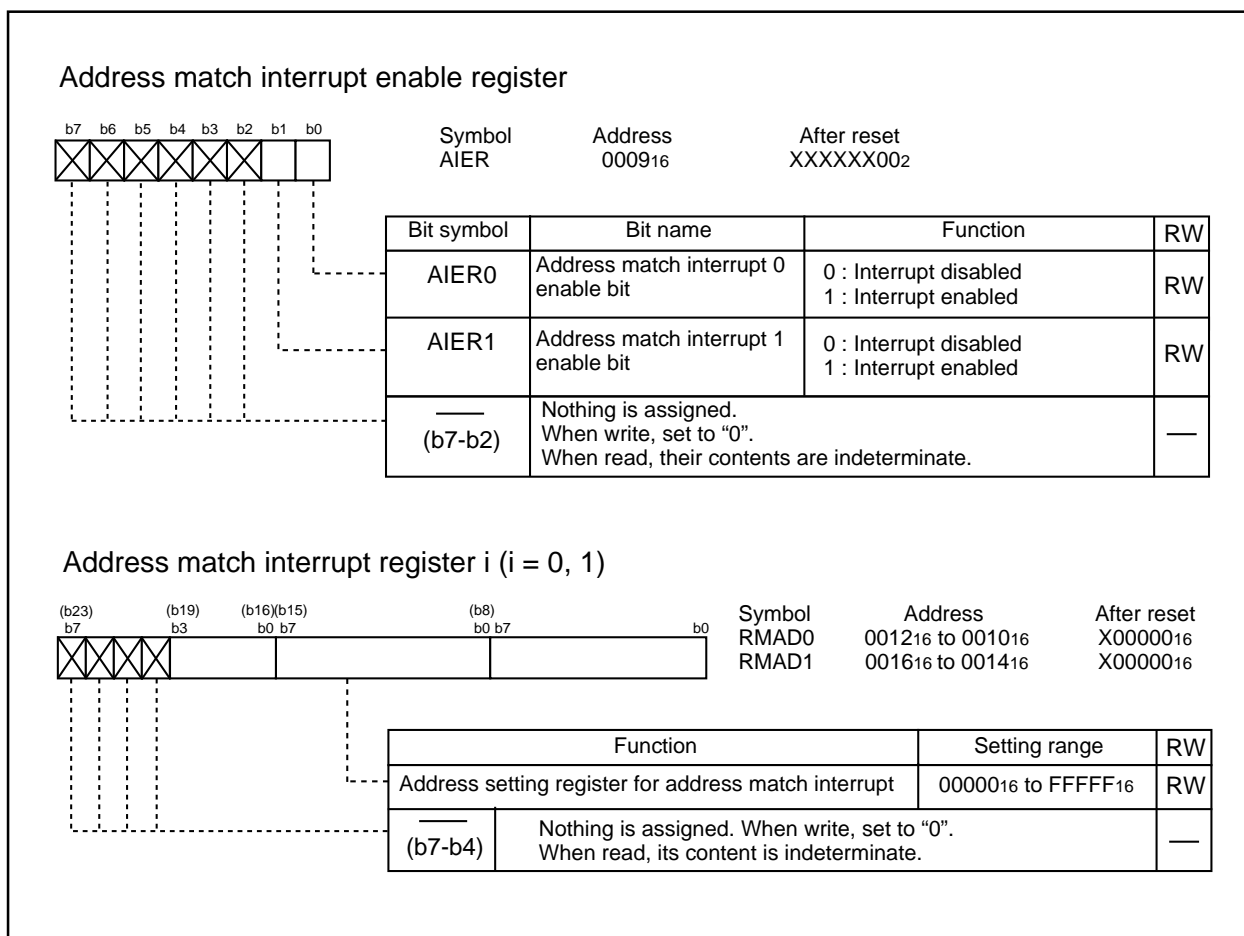 Address match interrupt enable register
b7 b6 b5 b4 b3 b2 b1 b0
Symbol Address After reset
AIER 000916 XXXXXX002
Bit symbol Bit name Function RW
AIER0 Address match interrupt 0 enable bit 0 : Interrupt disabled 1 : Interrupt enabled RW
AIER1 Address match interrupt 1 enable bit 0 : Interrupt disabled 1 : Interrupt enabled RW
(b7-b2) Nothing is assigned.
When write, set to “0”.
When read, their contents are indeterminate.
Address match interrupt register i (i = 0, 1)
(b23) (b19) (b16)(b15) (b8)
b7 b3 b0 b7 b0 b7 b0
Symbol Address After reset
RMAD0 001216 to 001016 X0000016
RMAD1 001616 to 001416 X0000016
Function Setting range RW
Address setting register for address match interrupt 0000016 to FFFFF16 RW
(b7-b4) Nothing is assigned. When write, set to “0”.
When read, its content is indeterminate.